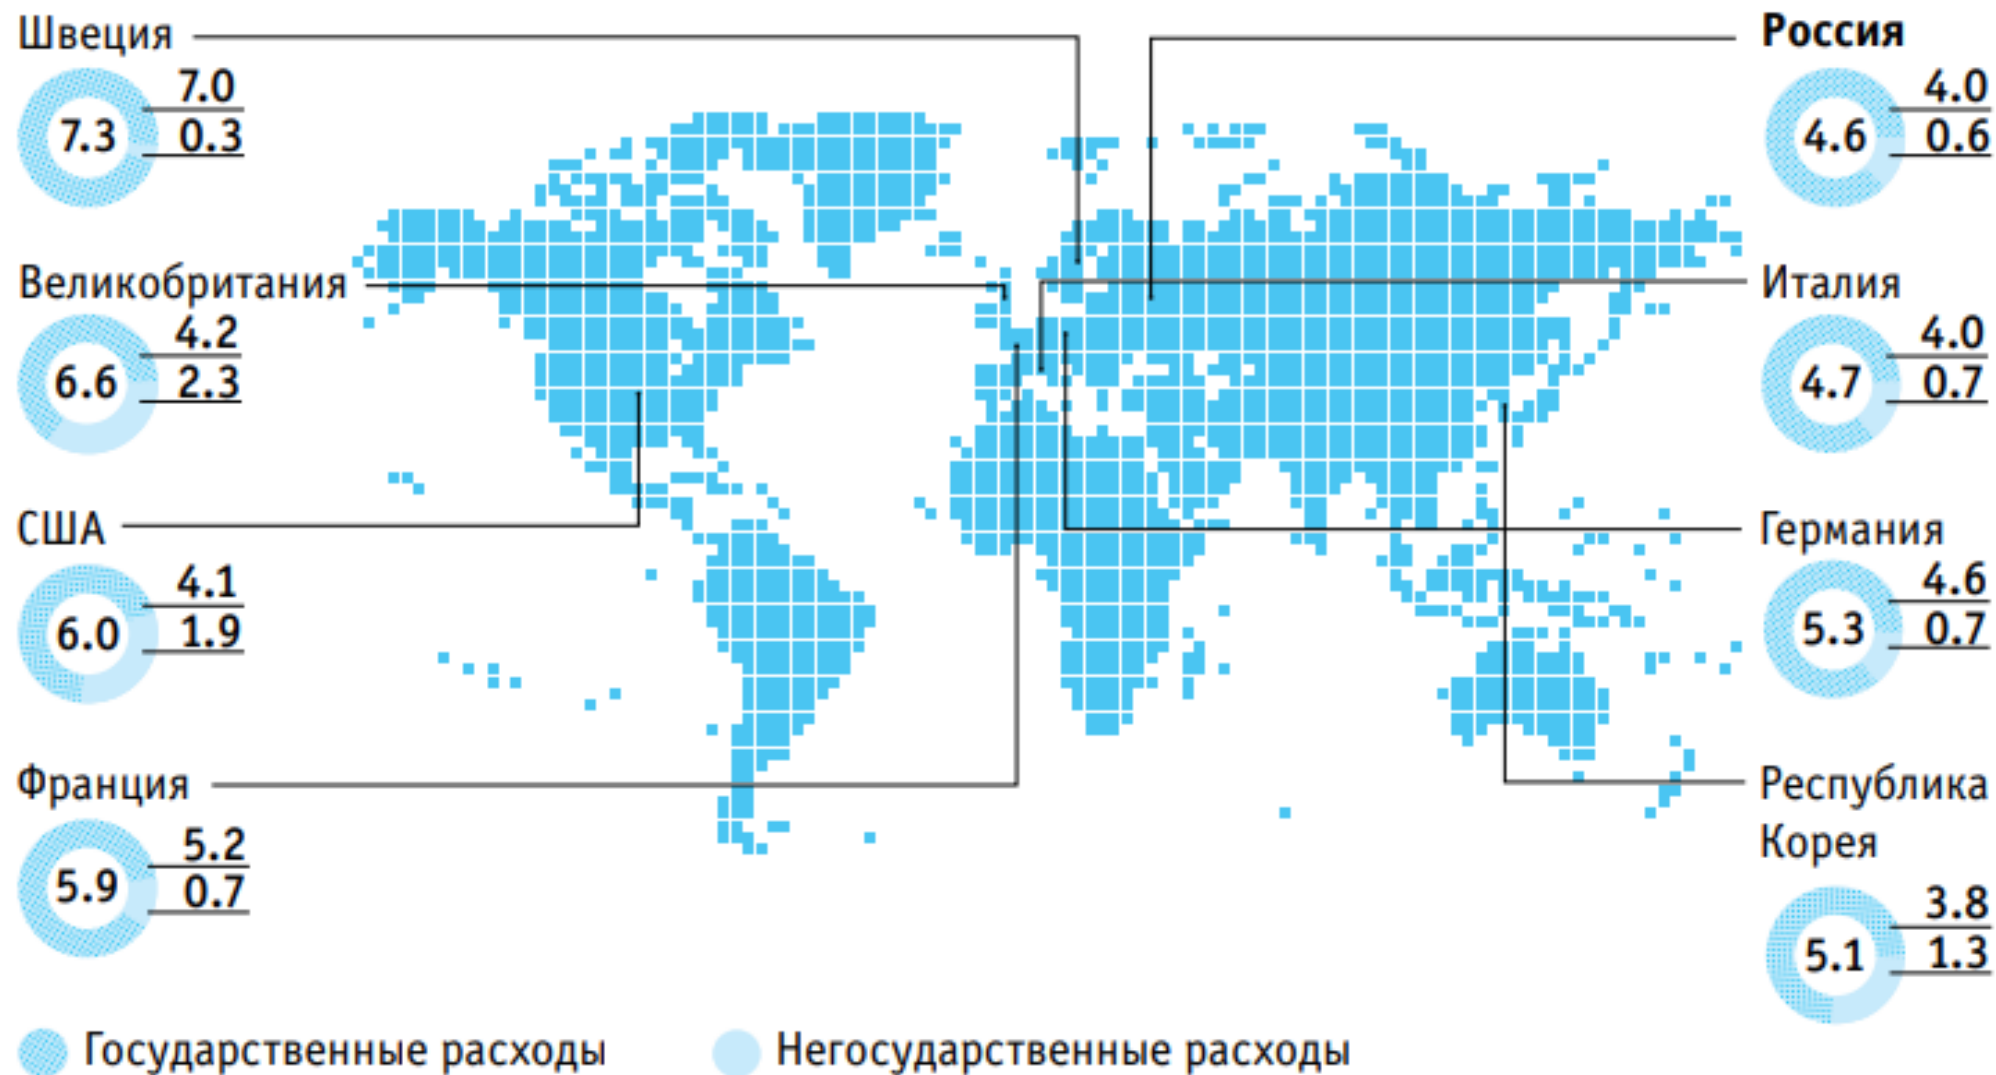 Швеция
7.0
7.3
0.3
Великобритания
4.2
6.6
2.3
США
4.1
6.0
1.9
Франция
5.2
5.9
0.7
Россия
4.0
4.6
0.6
Италия
4.0
4.7
0.7
Германия
4.6
5.3
0.7
Республика
Корея
3.8
5.1
1.3
Государственные расходы
Негосударственные расходы